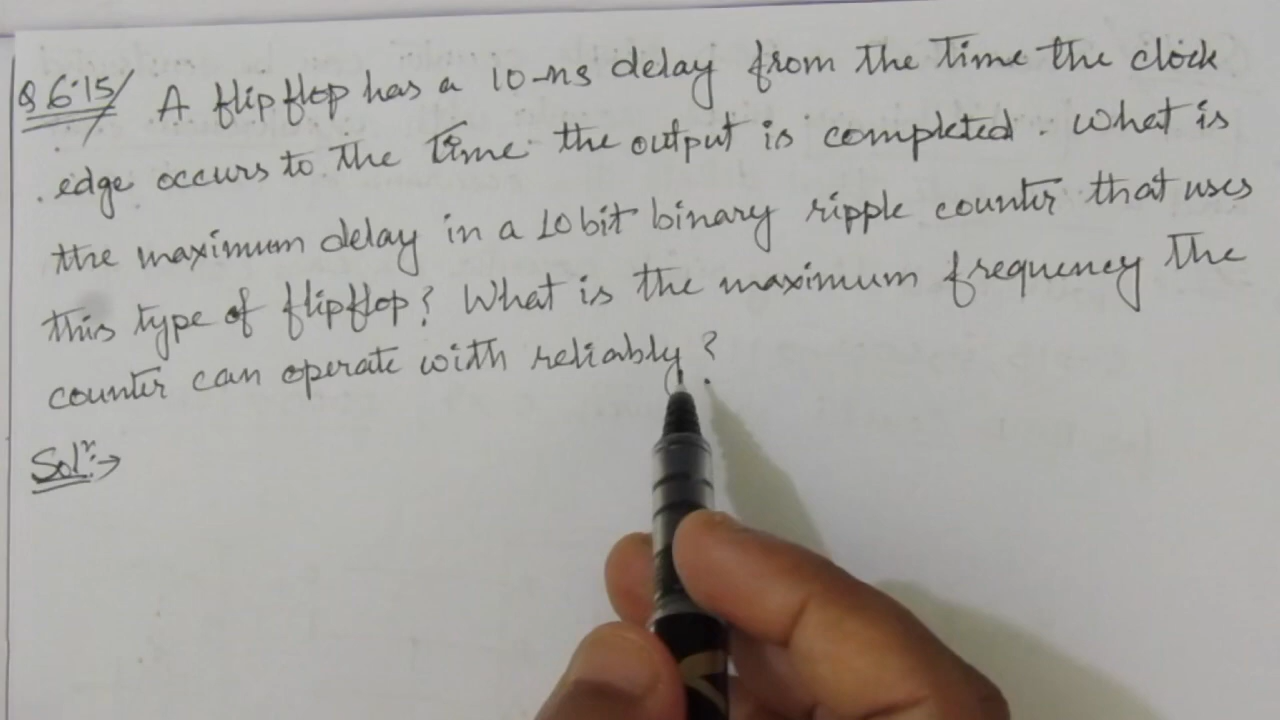 Q 6.15/ A flipflop has a 10-ns delay from the time the clock
edge occurs to the time the output is completed. What is
the maximum delay in a 10 bit binary ripple counter that uses
this type of flipflop? What is the maximum frequency the
counter can operate with reliably?
Solⁿ:→